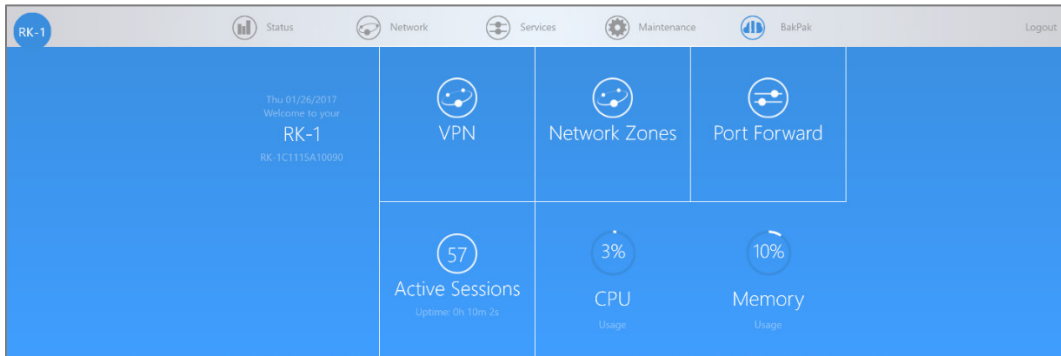 RK-1
Status
Network
Services
Maintenance
BakPak
Logout
Thu 01/26/2017
Welcome to your
RK-1
RK-1C1115A10090
VPN
Network Zones
Port Forward
57
Active Sessions
Uptime: 0h 10m 2s
3%
CPU
Usage
10%
Memory
Usage